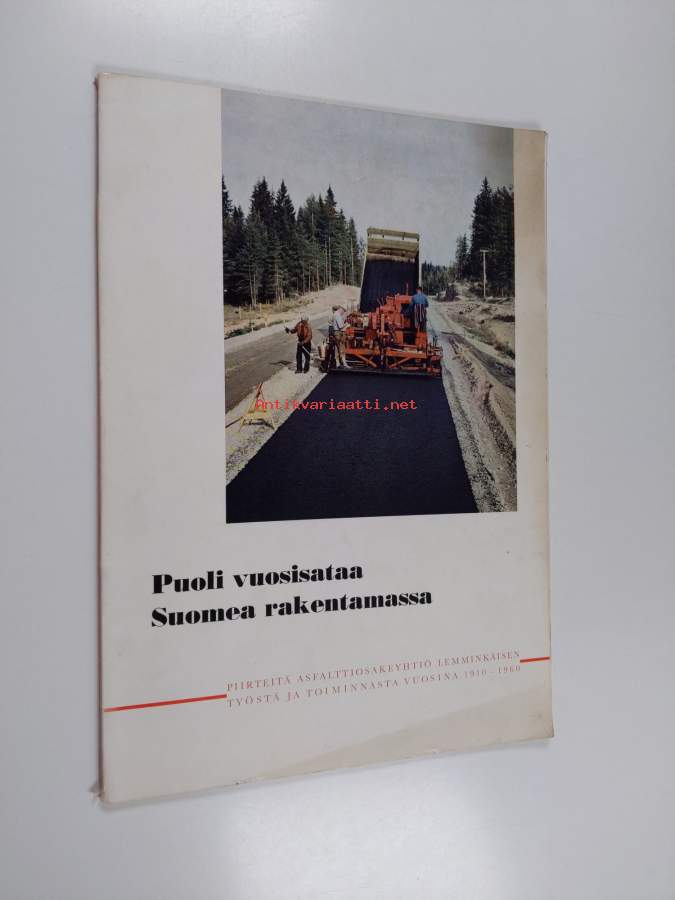 Antikvariaatti.net
Puoli vuosisataa
Suomea rakentamassa
PIIRTEITÄ ASFALTTIOSAKEYHTIÖ LEMMINKÄISEN
TYÖSTÄ JA TOIMINNASTA VUOSINA 1910 - 1960